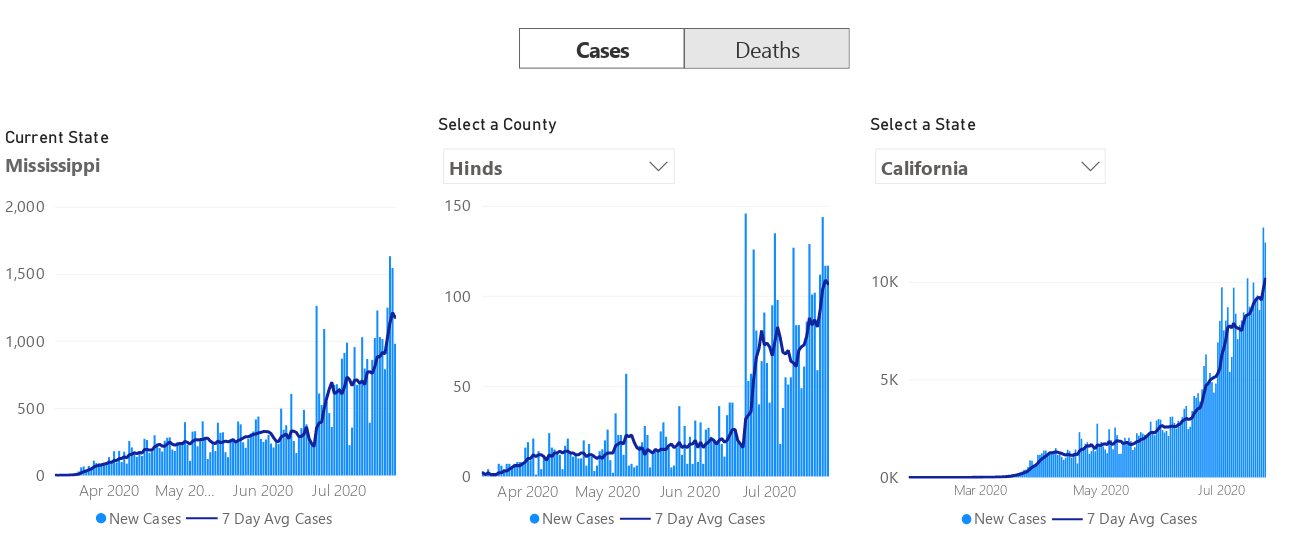 Cases Deaths
Current State
Mississippi
2,000
1,500
1,000
500
0
Apr 2020 May 20... Jun 2020 Jul 2020
New Cases 7 Day Avg Cases
Select a County
Hinds
150
100
50
0
Apr 2020 May 2020 Jun 2020 Jul 2020
New Cases 7 Day Avg Cases
Select a State
California
10K
5K
0K
Mar 2020 May 2020 Jul 2020
New Cases 7 Day Avg Cases